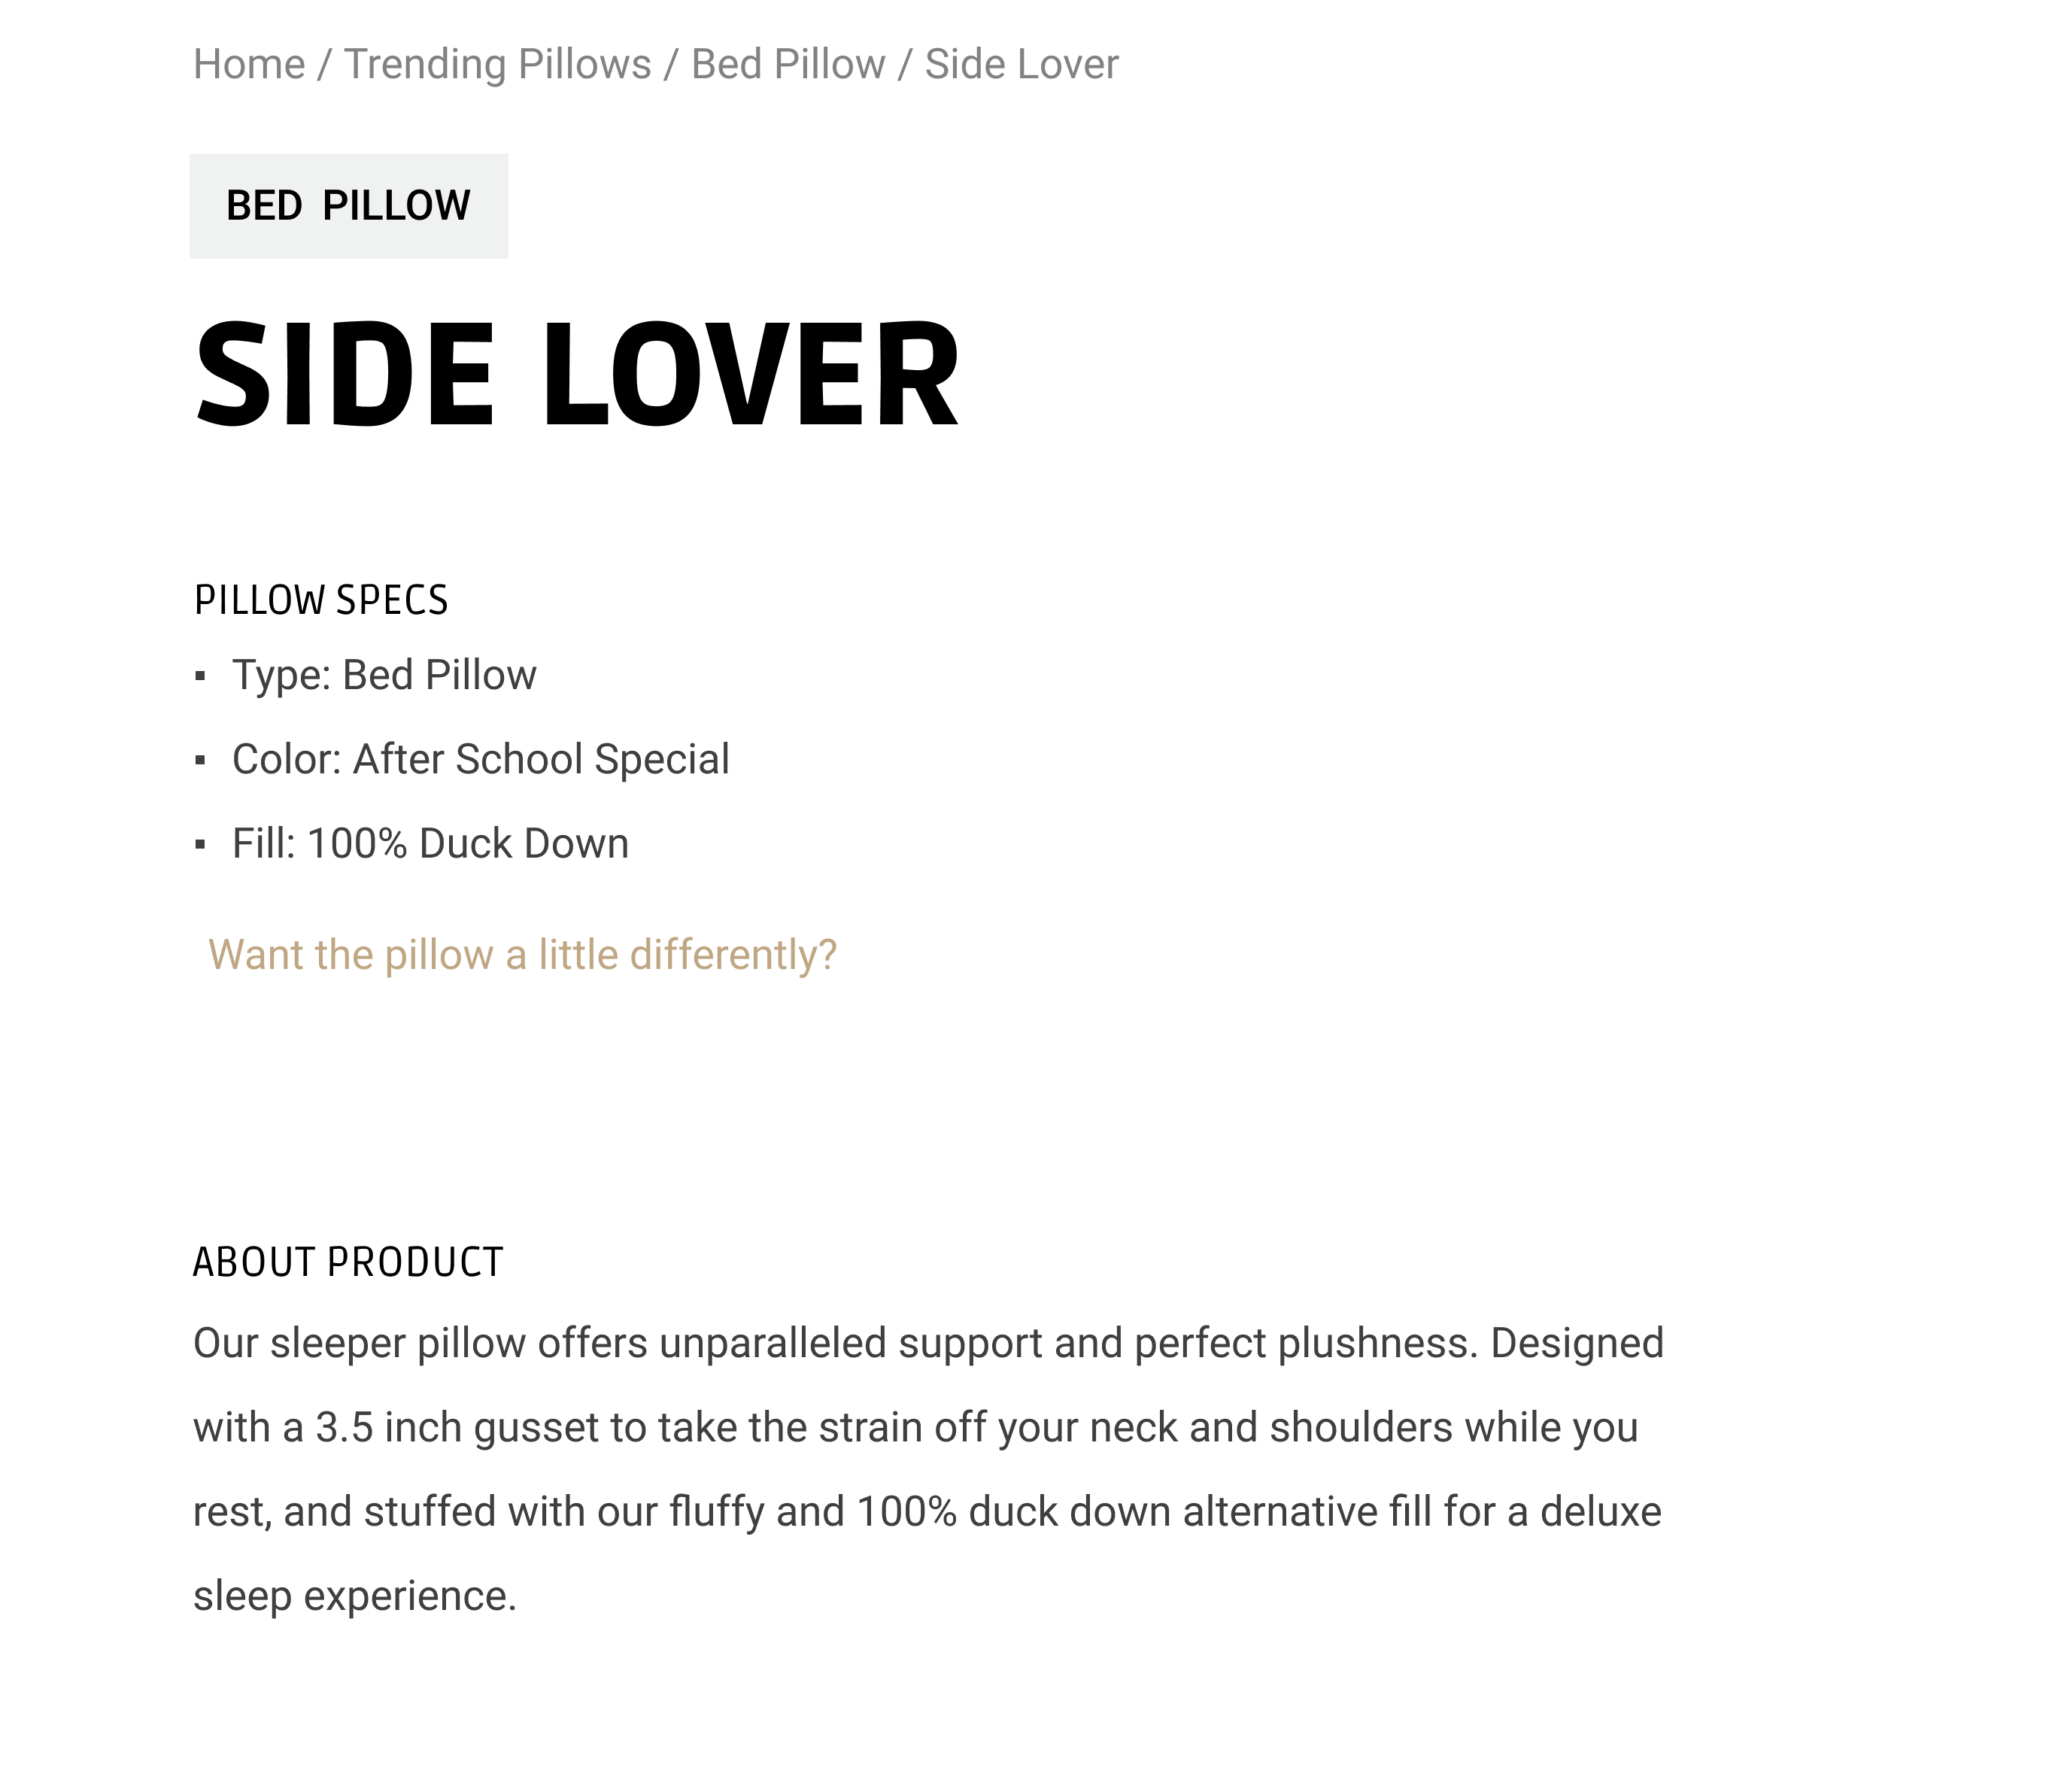 Home / Trending Pillows / Bed Pillow / Side Lover
BED PILLOW
SIDE LOVER
PILLOW SPECS
▪ Type: Bed Pillow
▪ Color: After School Special
▪ Fill: 100% Duck Down
Want the pillow a little differently?
ABOUT PRODUCT
Our sleeper pillow offers unparalleled support and perfect plushness. Designed
with a 3.5 inch gusset to take the strain off your neck and shoulders while you
rest, and stuffed with our fluffy and 100% duck down alternative fill for a deluxe
sleep experience.